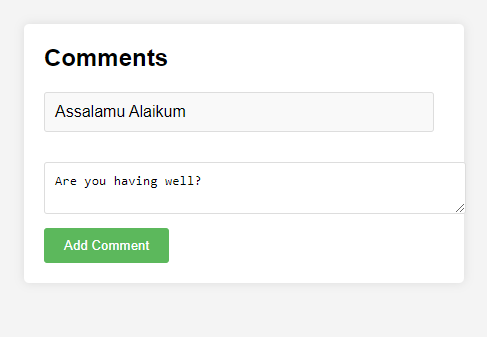 Comments
Assalamu Alaikum
Are you having well?
Add Comment